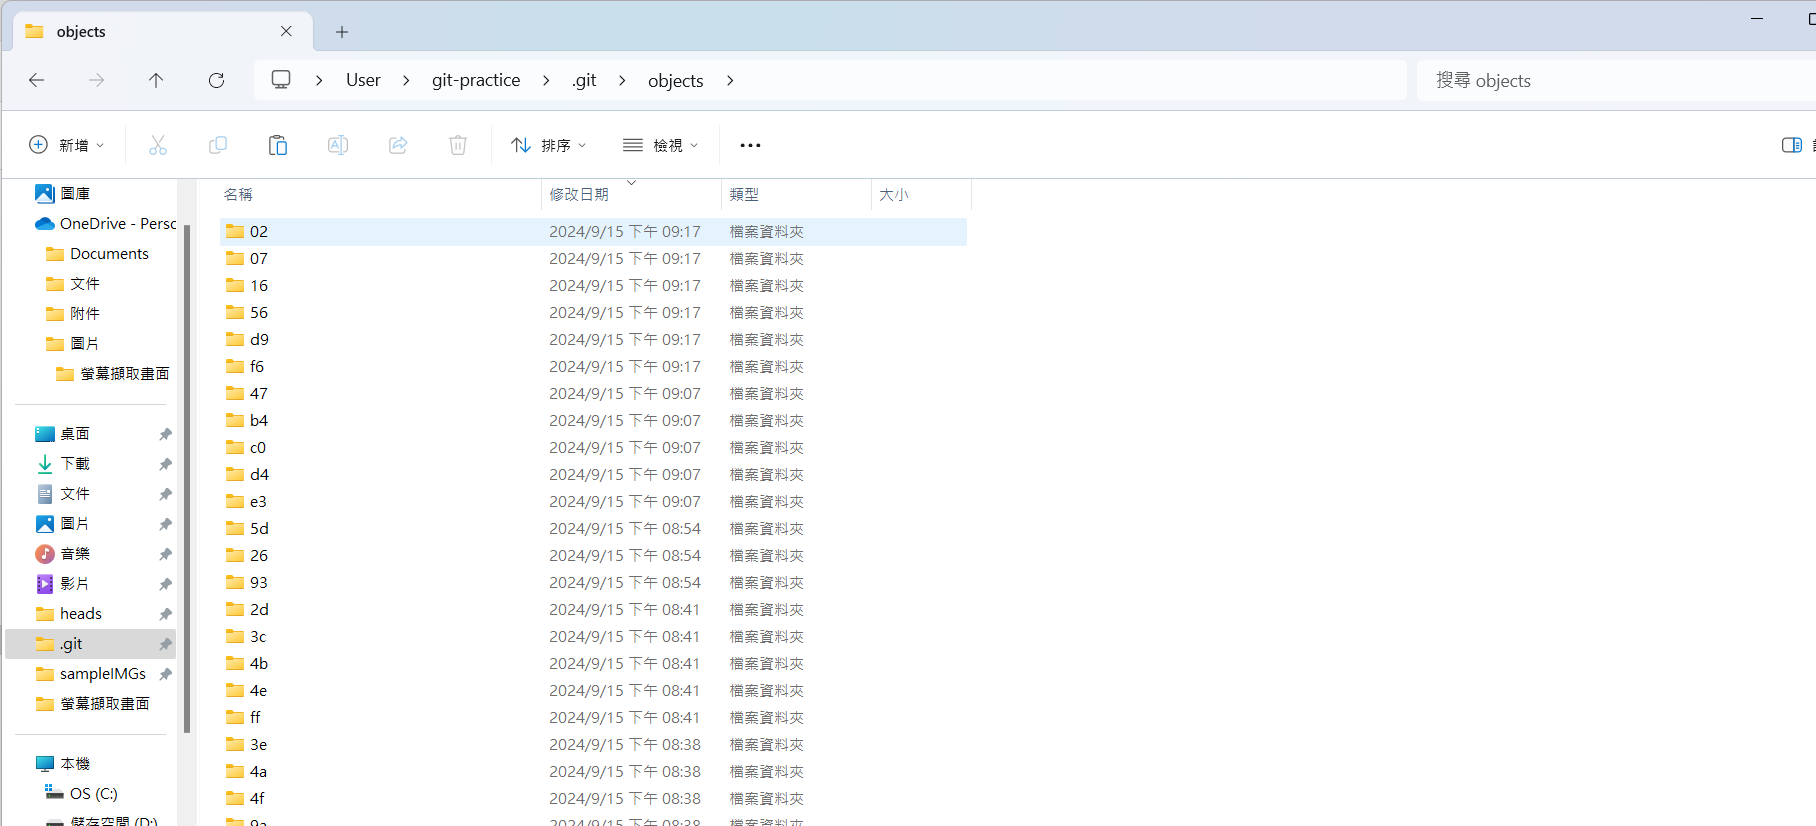 objects
User > git-practice > .git > objects >
搜尋 objects
新增
排序
檢視
圖庫
OneDrive - Persc
Documents
文件
附件
圖片
螢幕擷取畫面
桌面
下載
文件
圖片
音樂
影片
heads
.git
sampleIMGs
螢幕擷取畫面
本機
OS (C:)
儲存空間 (D:)
名稱 修改日期 類型 大小
02 2024/9/15 下午 09:17 檔案資料夾
07 2024/9/15 下午 09:17 檔案資料夾
16 2024/9/15 下午 09:17 檔案資料夾
56 2024/9/15 下午 09:17 檔案資料夾
d9 2024/9/15 下午 09:17 檔案資料夾
f6 2024/9/15 下午 09:17 檔案資料夾
47 2024/9/15 下午 09:07 檔案資料夾
b4 2024/9/15 下午 09:07 檔案資料夾
c0 2024/9/15 下午 09:07 檔案資料夾
d4 2024/9/15 下午 09:07 檔案資料夾
e3 2024/9/15 下午 09:07 檔案資料夾
5d 2024/9/15 下午 08:54 檔案資料夾
26 2024/9/15 下午 08:54 檔案資料夾
93 2024/9/15 下午 08:54 檔案資料夾
2d 2024/9/15 下午 08:41 檔案資料夾
3c 2024/9/15 下午 08:41 檔案資料夾
4b 2024/9/15 下午 08:41 檔案資料夾
4e 2024/9/15 下午 08:41 檔案資料夾
ff 2024/9/15 下午 08:41 檔案資料夾
3e 2024/9/15 下午 08:38 檔案資料夾
4a 2024/9/15 下午 08:38 檔案資料夾
4f 2024/9/15 下午 08:38 檔案資料夾
9a 2024/9/15 下午 08:38 檔案資料夾